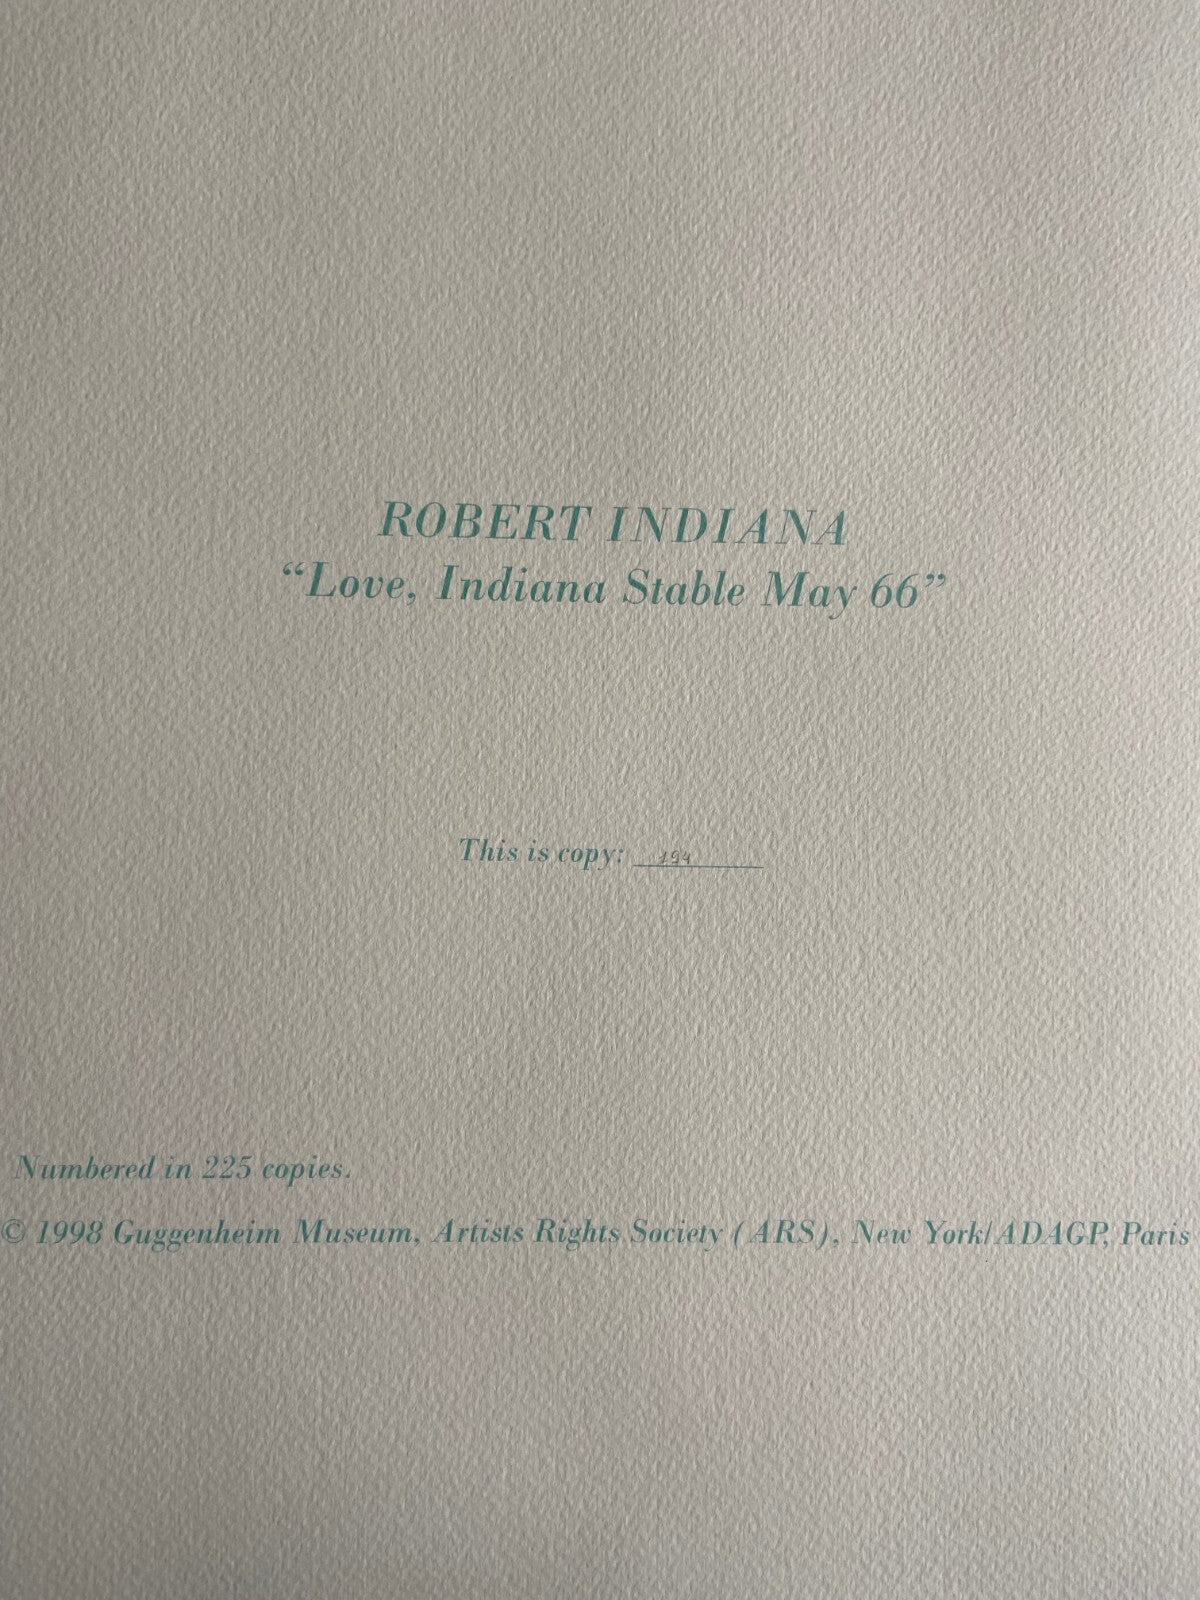 ROBERT INDIANA
“Love, Indiana Stable May 66”
This is copy: 194
Numbered in 225 copies.
© 1998 Guggenheim Museum, Artists Rights Society (ARS), New York/ADAGP, Paris